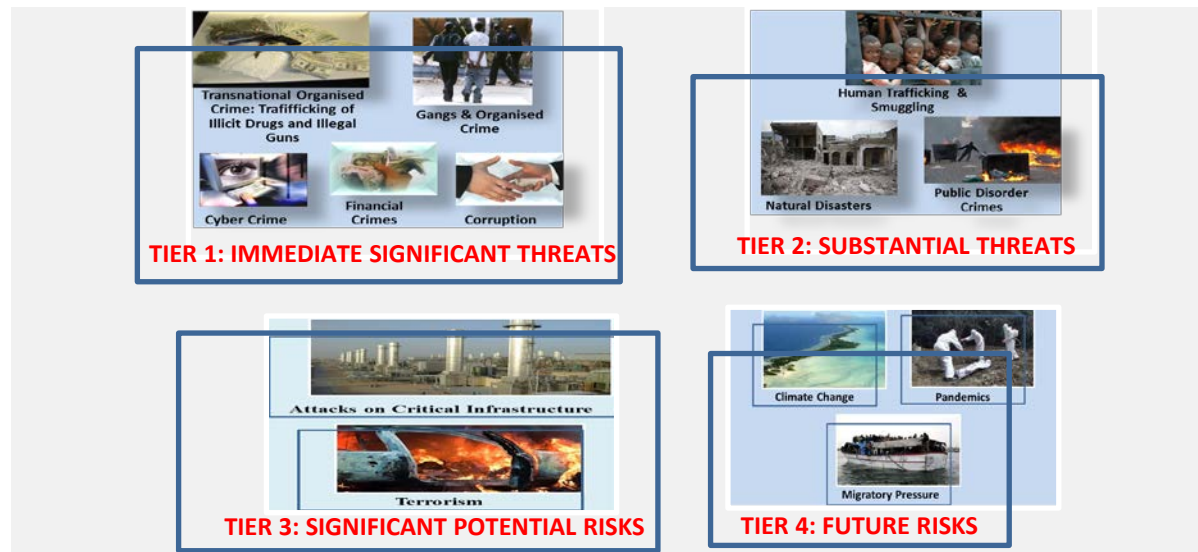 Transnational Organised
Crime: Trafifficking of
Illicit Drugs and Illegal
Guns
Gangs & Organised
Crime
Cyber Crime
Financial
Crimes
Corruption
TIER 1: IMMEDIATE SIGNIFICANT THREATS
Human Trafficking &
Smuggling
Natural Disasters
Public Disorder
Crimes
TIER 2: SUBSTANTIAL THREATS
Attacks on Critical Infrastructure
Terrorism
TIER 3: SIGNIFICANT POTENTIAL RISKS
Climate Change
Pandemics
Migratory Pressure
TIER 4: FUTURE RISKS